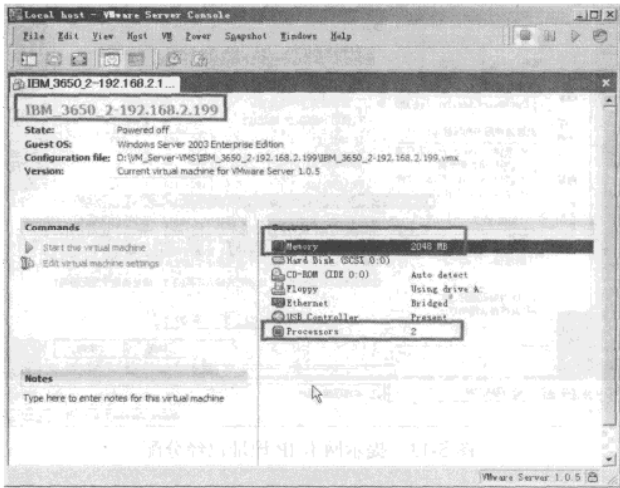 Local host - VMware Server Console
File Edit View Host VM Power Snapshot Windows Help
IBM_3650_2-192.168.2.1...
IBM_3650_2-192.168.2.199
State: Powered off
Guest OS: Windows Server 2003 Enterprise Edition
Configuration file: D:\VM_Server-VMS\IBM_3650_2-192.168.2.199\IBM_3650_2-192.168.2.199.vmx
Version: Current virtual machine for VMware Server 1.0.5
Commands
Start this virtual machine
Edit virtual machine settings
Devices
Memory 2048 MB
Hard Disk (SCSI 0:0)
CD-ROM (IDE 0:0) Auto detect
Floppy Using drive A:
Ethernet Bridged
USB Controller Present
Processors 2
Notes
Type here to enter notes for this virtual machine
VMware Server 1.0.5